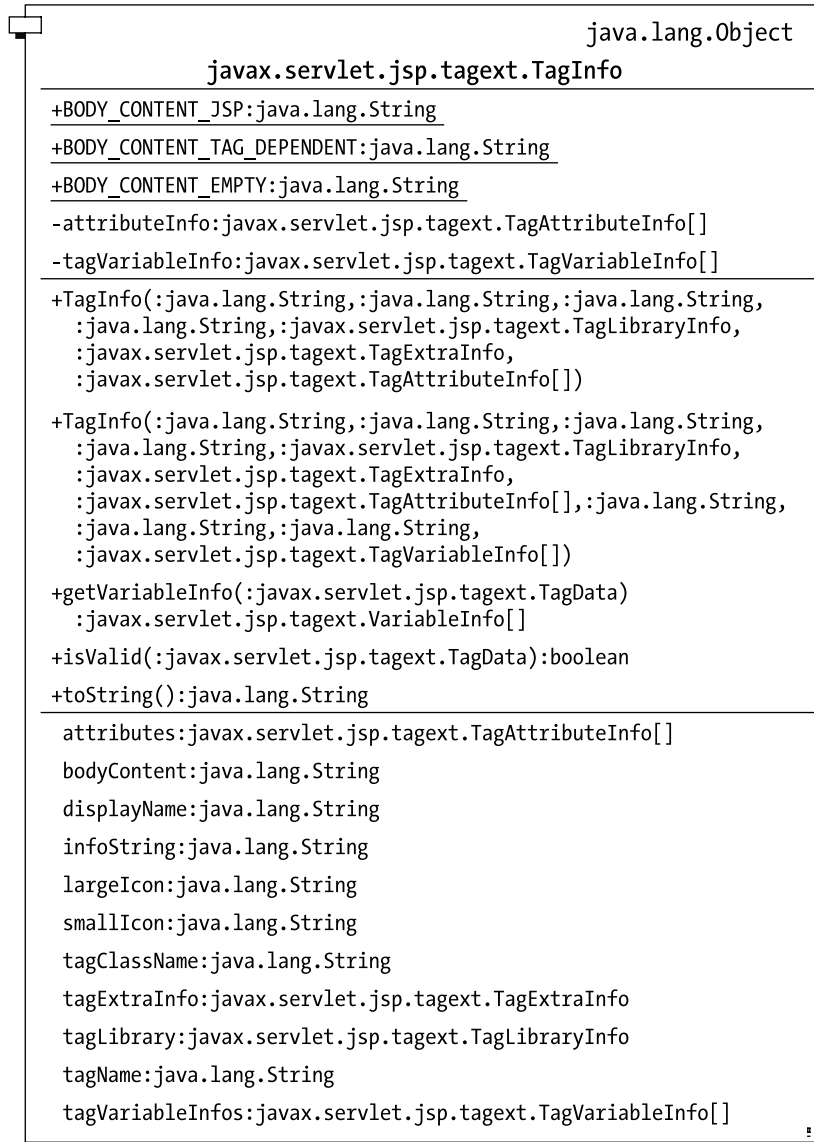 java.lang.Object
javax.servlet.jsp.tagext.TagInfo
+BODY_CONTENT_JSP:java.lang.String
+BODY_CONTENT_TAG_DEPENDENT:java.lang.String
+BODY_CONTENT_EMPTY:java.lang.String
-attributeInfo:javax.servlet.jsp.tagext.TagAttributeInfo[]
-tagVariableInfo:javax.servlet.jsp.tagext.TagVariableInfo[]
+TagInfo(:java.lang.String,:java.lang.String,:java.lang.String,
:java.lang.String,:javax.servlet.jsp.tagext.TagLibraryInfo,
:javax.servlet.jsp.tagext.TagExtraInfo,
:javax.servlet.jsp.tagext.TagAttributeInfo[])
+TagInfo(:java.lang.String,:java.lang.String,:java.lang.String,
:java.lang.String,:javax.servlet.jsp.tagext.TagLibraryInfo,
:javax.servlet.jsp.tagext.TagExtraInfo,
:javax.servlet.jsp.tagext.TagAttributeInfo[],:java.lang.String,
:java.lang.String,:java.lang.String,
:javax.servlet.jsp.tagext.TagVariableInfo[])
+getVariableInfo(:javax.servlet.jsp.tagext.TagData)
:javax.servlet.jsp.tagext.VariableInfo[]
+isValid(:javax.servlet.jsp.tagext.TagData):boolean
+toString():java.lang.String
attributes:javax.servlet.jsp.tagext.TagAttributeInfo[]
bodyContent:java.lang.String
displayName:java.lang.String
infoString:java.lang.String
largeIcon:java.lang.String
smallIcon:java.lang.String
tagClassName:java.lang.String
tagExtraInfo:javax.servlet.jsp.tagext.TagExtraInfo
tagLibrary:javax.servlet.jsp.tagext.TagLibraryInfo
tagName:java.lang.String
tagVariableInfos:javax.servlet.jsp.tagext.TagVariableInfo[]